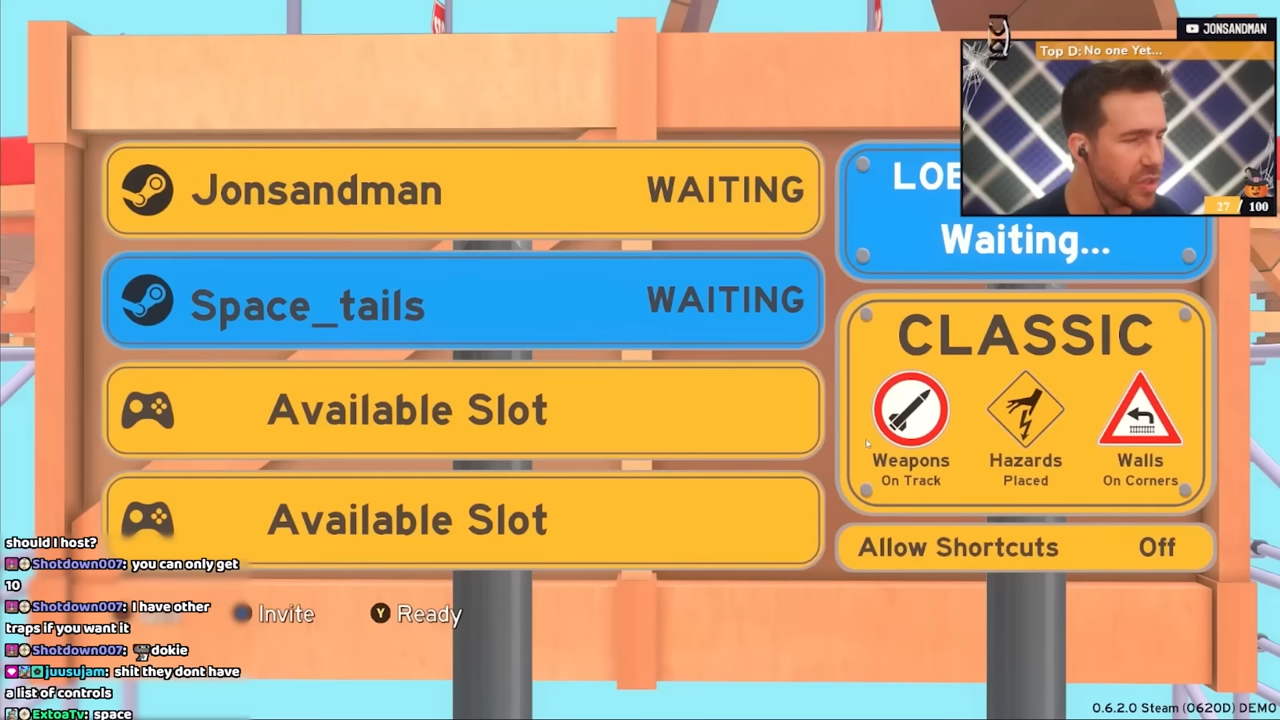 JONSANDMAN
Top D: No one Yet...
27 / 100
Jonsandman WAITING
Space_tails WAITING
Available Slot
Available Slot
LOB
Waiting...
CLASSIC
Weapons
On Track
Hazards
Placed
Walls
On Corners
Allow Shortcuts Off
Invite
Y Ready
should I host?
Shotdown007: you can only get
10
Shotdown007: I have other
traps if you want it
Shotdown007: dokie
juusujam: shit they dont have
a list of controls
ExtoaTv: space
0.6.2.0 Steam (0620D) DEMO